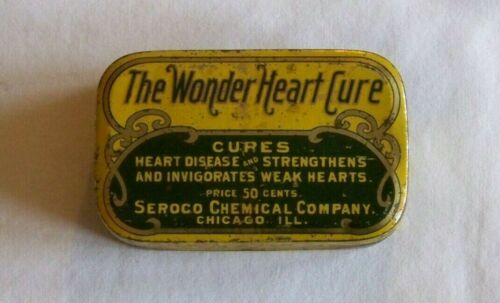 The Wonder Heart Cure
CURES
HEART DISEASE AND STRENGTHENS
AND INVIGORATES WEAK HEARTS.
PRICE 50 CENTS.
SEROCO CHEMICAL COMPANY.
CHICAGO ILL.